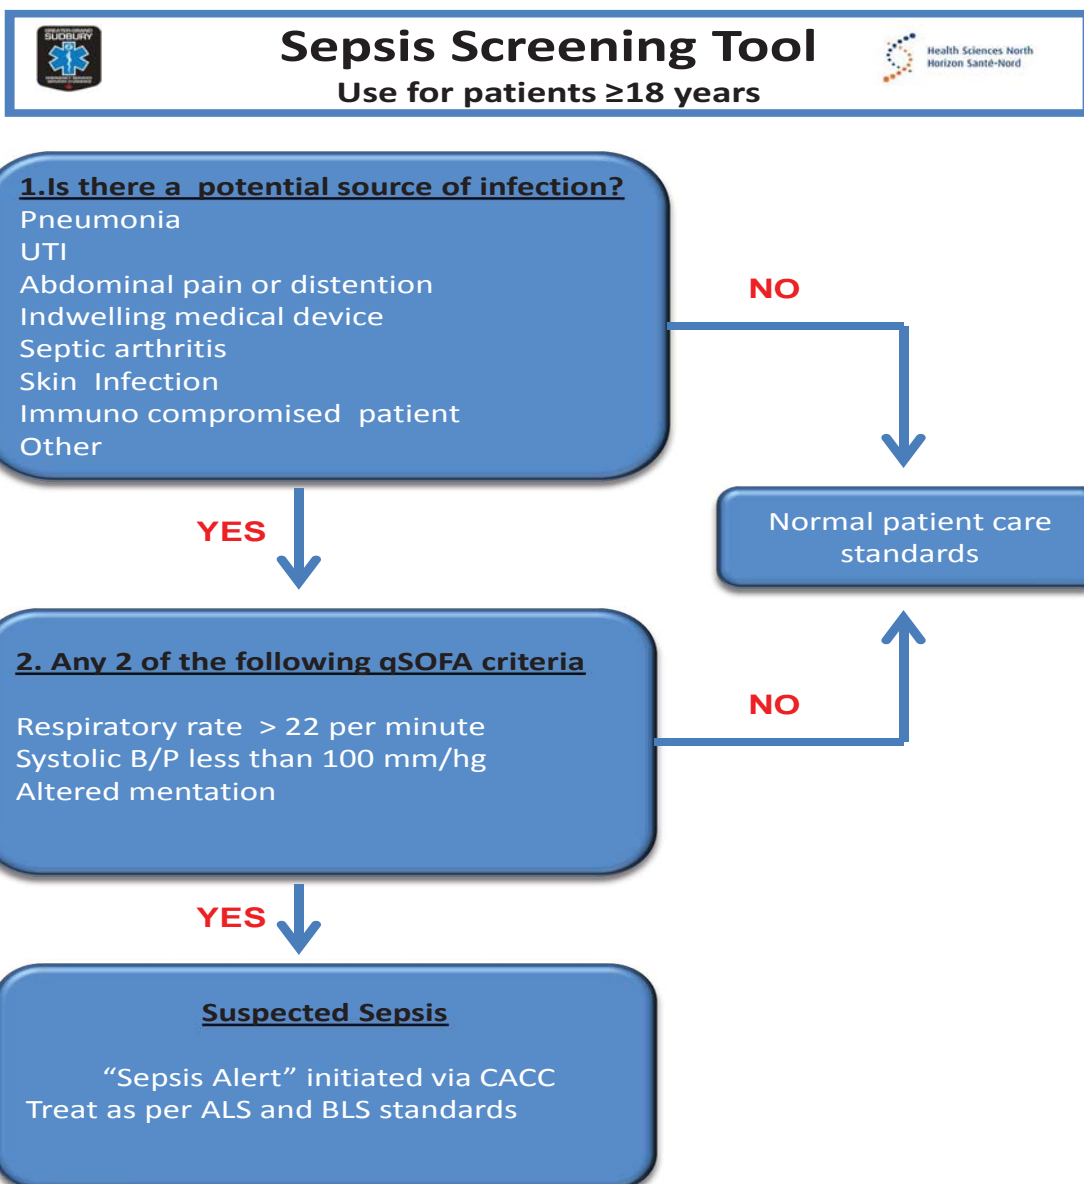 GREATER-GRAND
SUDBURY
Sepsis Screening Tool
Use for patients ≥18 years
Health Sciences North
Horizon Santé-Nord
1.Is there a potential source of infection?
Pneumonia
UTI
Abdominal pain or distention
Indwelling medical device
Septic arthritis
Skin Infection
Immuno compromised patient
Other
NO
YES
Normal patient care
standards
2. Any 2 of the following qSOFA criteria
Respiratory rate > 22 per minute
Systolic B/P less than 100 mm/hg
Altered mentation
NO
YES
Suspected Sepsis
“Sepsis Alert” initiated via CACC
Treat as per ALS and BLS standards